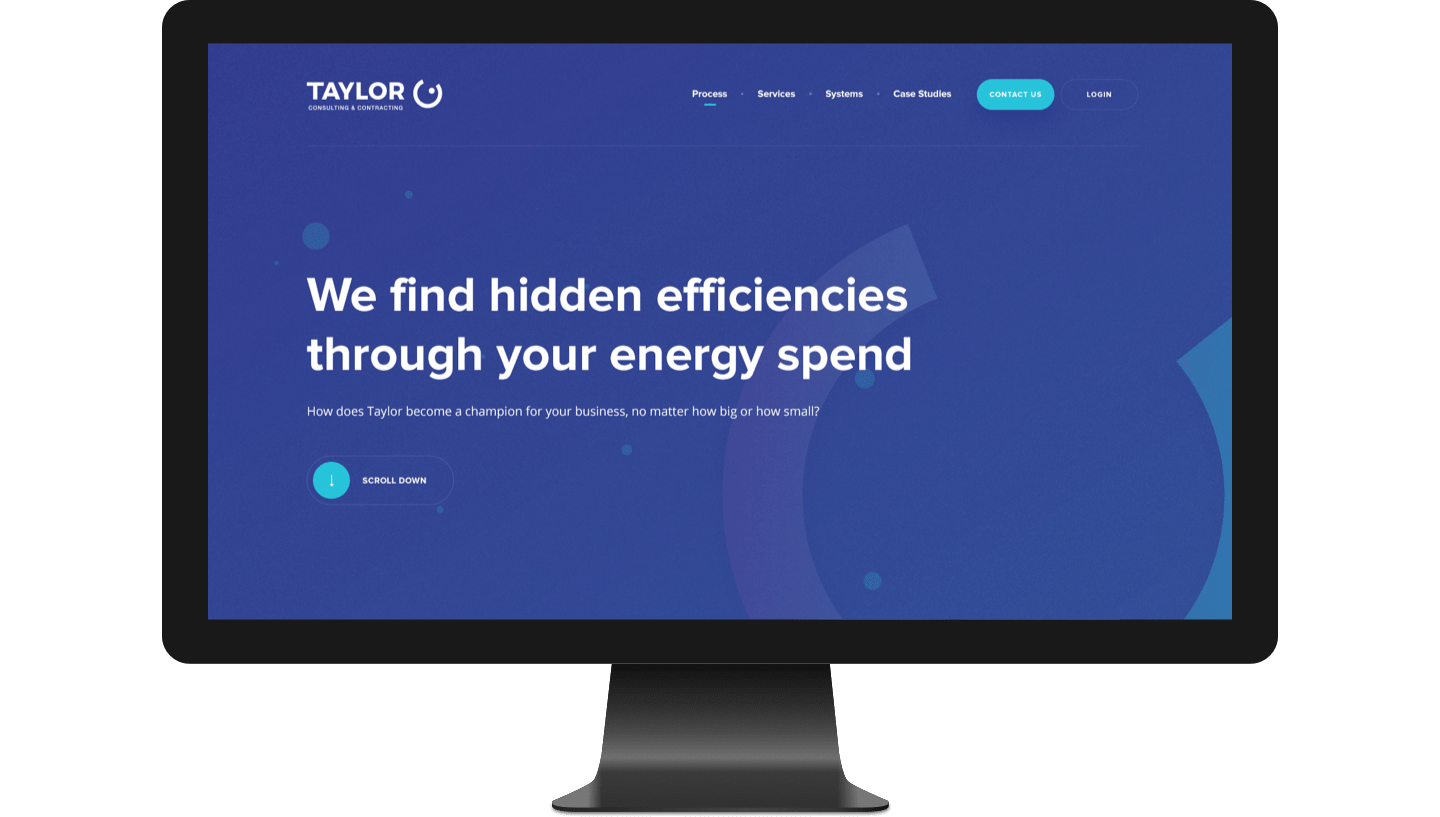 TAYLOR
CONSULTING & CONTRACTING
Process Services Systems Case Studies CONTACT US LOGIN
We find hidden efficiencies
through your energy spend
How does Taylor become a champion for your business, no matter how big or how small?
SCROLL DOWN